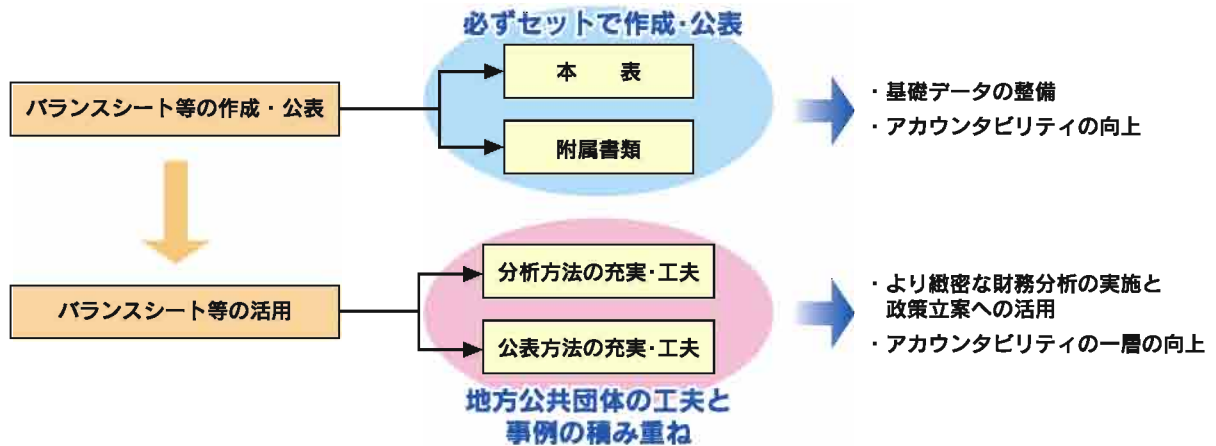 必ずセットで作成・公表
バランスシート等の作成・公表
本　　表
附属書類
・基礎データの整備
・アカウンタビリティの向上
バランスシート等の活用
分析方法の充実・工夫
公表方法の充実・工夫
・より緻密な財務分析の実施と
政策立案への活用
・アカウンタビリティの一層の向上
地方公共団体の工夫と
事例の積み重ね